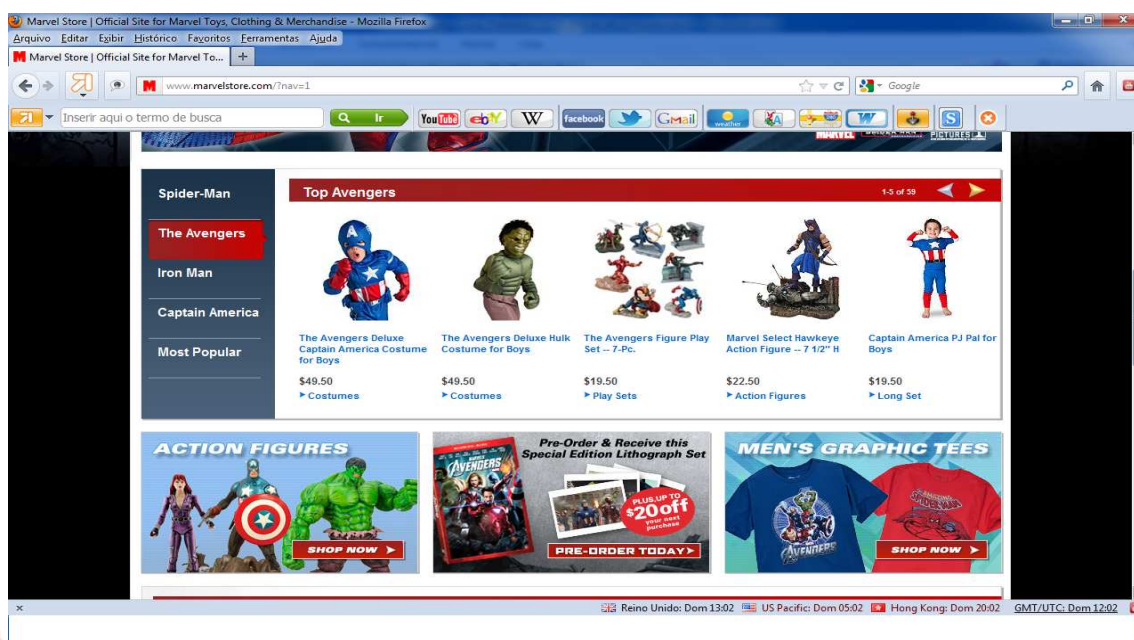 Marvel Store | Official Site for Marvel Toys, Clothing & Merchandise - Mozilla Firefox
Arquivo Editar Exibir Histórico Favoritos Ferramentas Ajuda
Marvel Store | Official Site for Marvel To... +
www.marvelstore.com/?nav=1 Google
Inserir aqui o termo de busca Ir YouTube ebY W facebook Gmail weather W S
MARVEL PICTURES
Spider-Man
The Avengers
Iron Man
Captain America
Most Popular
Top Avengers 1-5 of 39
The Avengers Deluxe
Captain America Costume
for Boys
$49.50
Costumes
The Avengers Deluxe Hulk
Costume for Boys
$49.50
Costumes
The Avengers Figure Play
Set -- 7-Pc.
$19.50
Play Sets
Marvel Select Hawkeye
Action Figure -- 7 1/2'' H
$22.50
Action Figures
Captain America PJ Pal for
Boys
$19.50
Long Set
ACTION FIGURES
SHOP NOW
Pre-Order & Receive this
Special Edition Lithograph Set
AVENGERS
PLUS, UP TO
$20off
your next
purchase
PRE-ORDER TODAY
MEN'S GRAPHIC TEES
AVENGERS
SHOP NOW
Reino Unido: Dom 13:02 US Pacific: Dom 05:02 Hong Kong: Dom 20:02 GMT/UTC: Dom 12:02